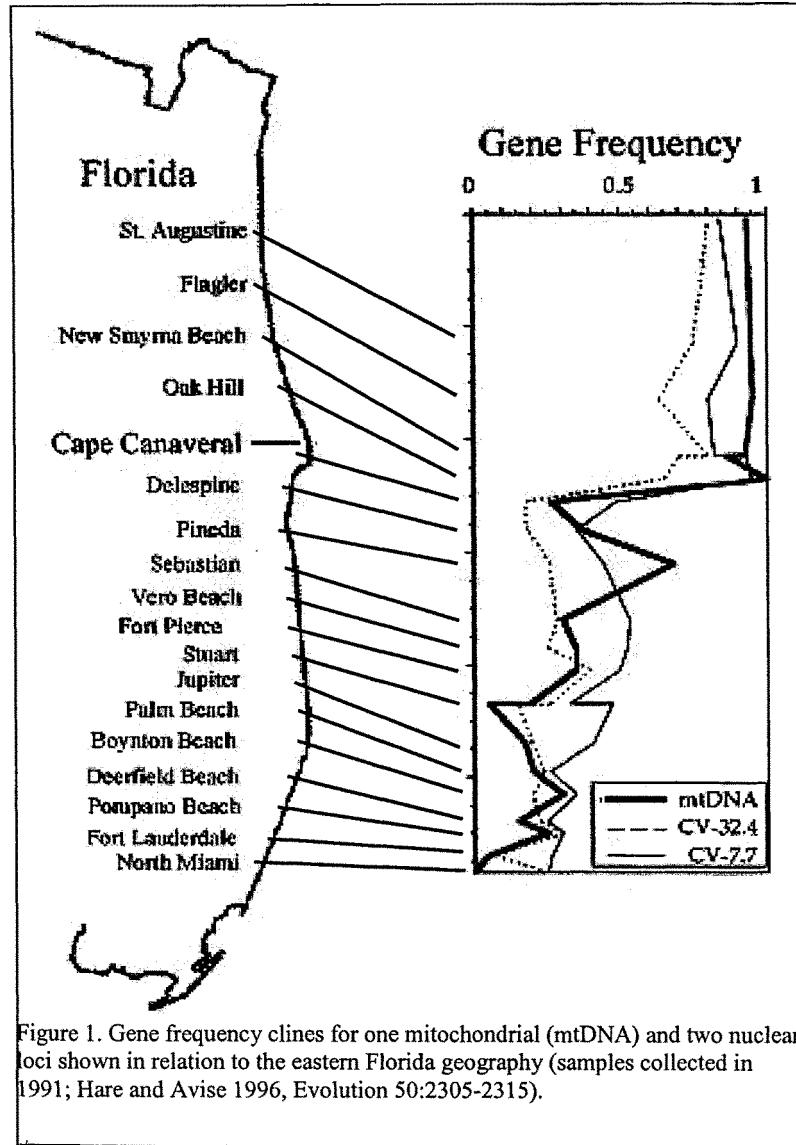 Gene Frequency
0 0.5 1
Florida
St. Augustine
Flagler
New Smyrna Beach
Oak Hill
Cape Canaveral
Delespine
Pineda
Sebastian
Vero Beach
Fort Pierce
Stuart
Jupiter
Palm Beach
Boynton Beach
Deerfield Beach
Pompano Beach
Fort Lauderdale
North Miami
mtDNA
CV-32.4
CV-7.7
Figure 1. Gene frequency clines for one mitochondrial (mtDNA) and two nuclear
loci shown in relation to the eastern Florida geography (samples collected in
1991; Hare and Avise 1996, Evolution 50:2305-2315).